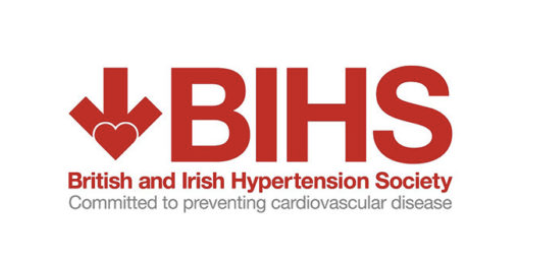 BIHS
British and Irish Hypertension Society
Committed to preventing cardiovascular disease